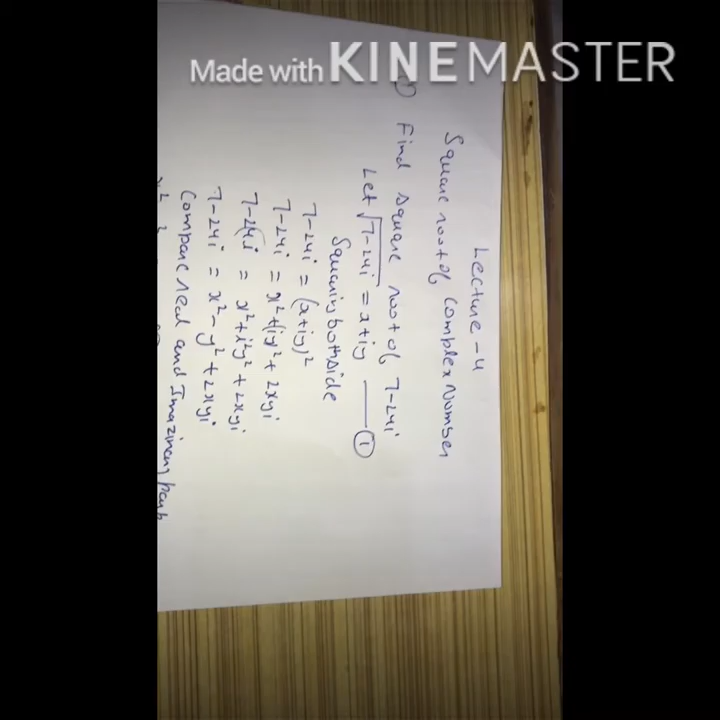 Made with KINEMASTER
Lecture - 4
Square root of Complex Number
Find square root of 7-24i
Let √7-24i = x+iy ——— ①
Squaring both side
7-24i = (x+iy)²
7-24i = x²+(iy)²+2xyi
7-24i = x²+i²y²+2xyi
7-24i = x²-y²+2xyi
Compare real and Imazinary part